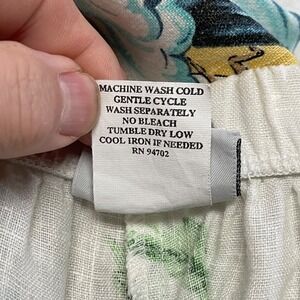 MACHINE WASH COLD
GENTLE CYCLE
WASH SEPARATELY
NO BLEACH
TUMBLE DRY LOW
COOL IRON IF NEEDED
RN 94702